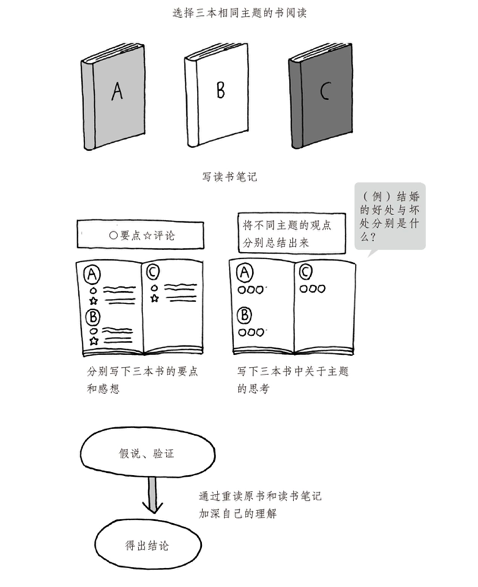 选择三本相同主题的书阅读
A
B
C
写读书笔记
（例）结婚
的好处与坏
处分别是什
么？
○要点☆评论
将不同主题的观点
分别总结出来
A
C
B
A
C
B
分别写下三本书的要点
和感想
写下三本书中关于主题
的思考
假说、验证
通过重读原书和读书笔记
加深自己的理解
得出结论